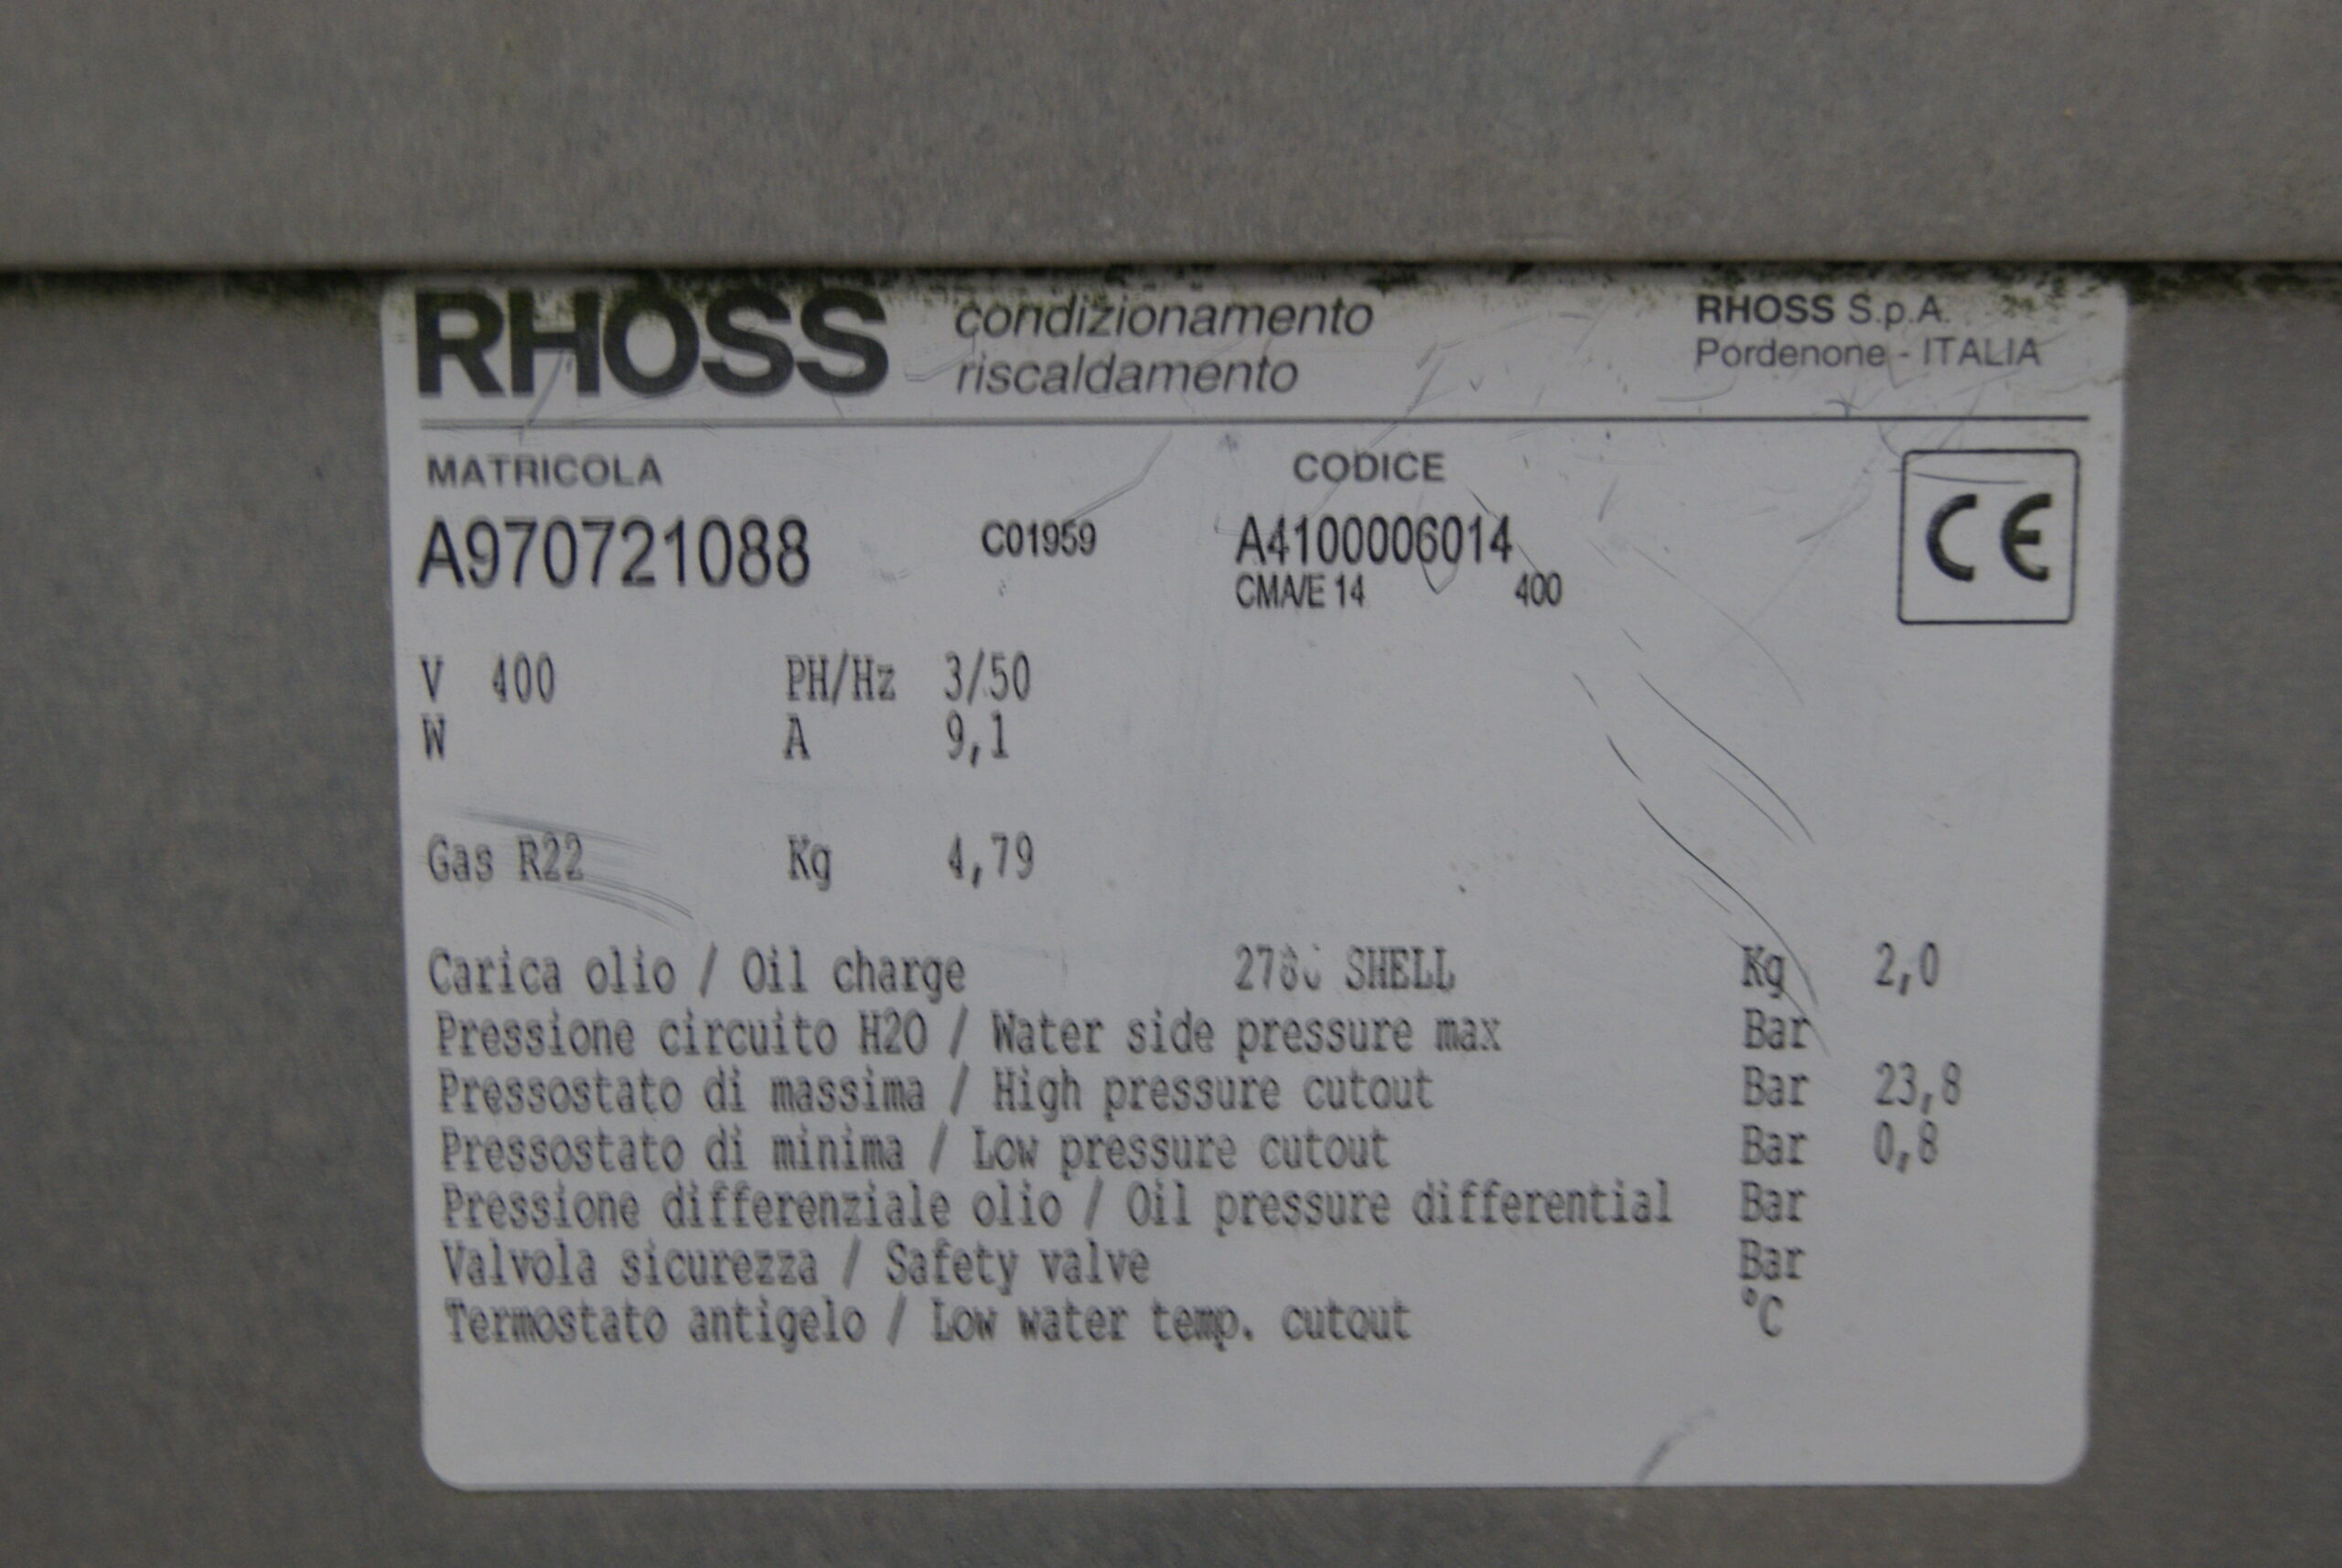 RHOSS condizionamento riscaldamento
RHOSS S.p.A.
Pordenone - ITALIA
MATRICOLA CODICE
A970721088 C01959 A4100006014
CMA/E 14 400
CE
V 400 PH/Hz 3/50
W A 9,1
Gas R22 Kg 4,79
Carica olio / Oil charge SHELL Kg 2,0
Pressione circuito H2O / Water side pressure max Bar
Pressostato di massima / High pressure cutout Bar 23,8
Pressostato di minima / Low pressure cutout Bar 0,8
Pressione differenziale olio / Oil pressure differential Bar
Valvola sicurezza / Safety valve Bar
Termostato antigelo / Low water temp. cutout °C